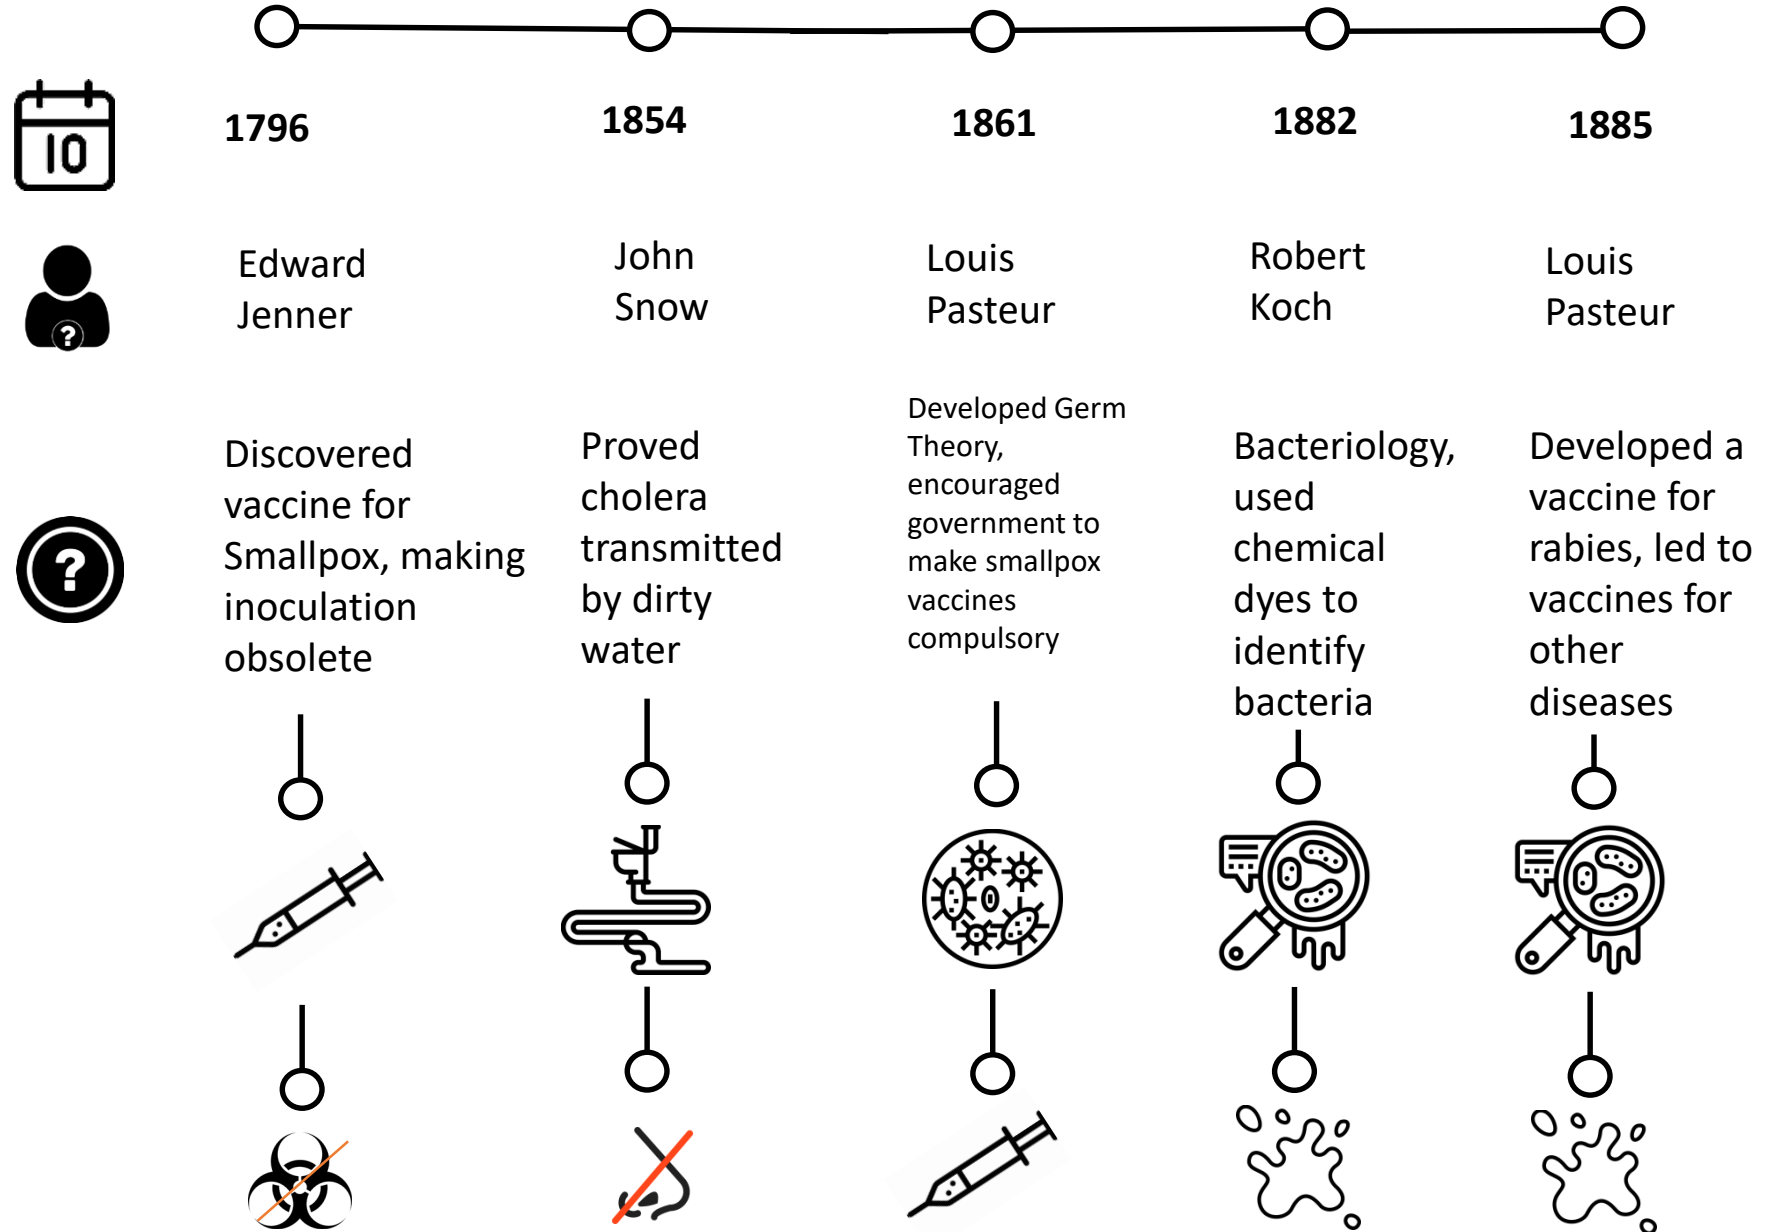 10
1796
1854
1861
1882
1885
?
Edward
Jenner
John
Snow
Louis
Pasteur
Robert
Koch
Louis
Pasteur
?
Discovered
vaccine for
Smallpox, making
inoculation
obsolete
Proved
cholera
transmitted
by dirty
water
Developed Germ
Theory,
encouraged
government to
make smallpox
vaccines
compulsory
Bacteriology,
used
chemical
dyes to
identify
bacteria
Developed a
vaccine for
rabies, led to
vaccines for
other
diseases